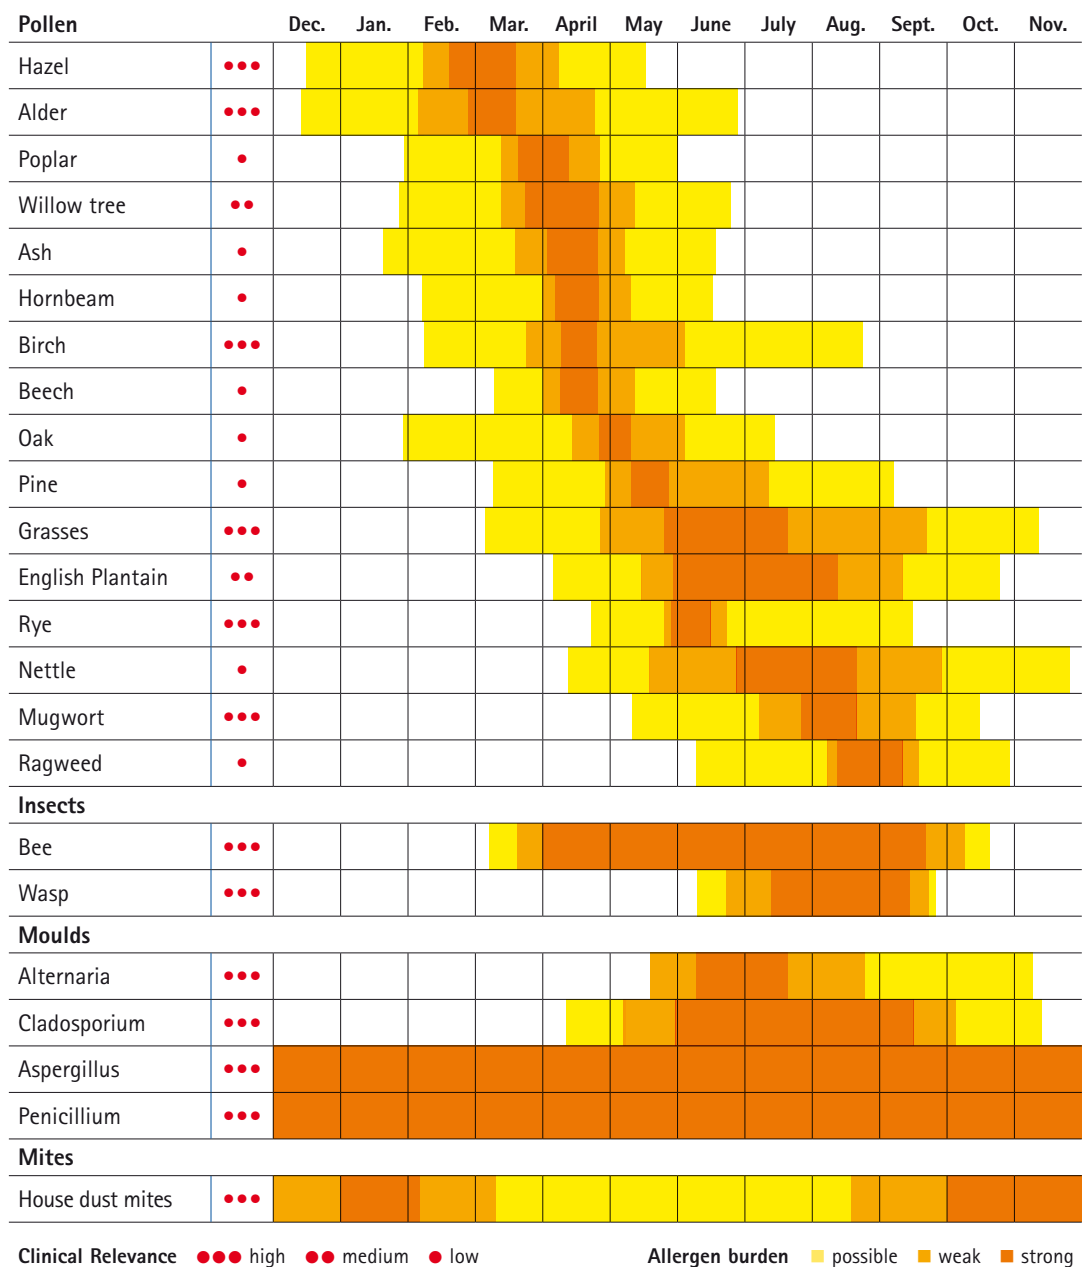 Pollen Dec. Jan. Feb. Mar. April May June July Aug. Sept. Oct. Nov.
Hazel
Alder
Poplar
Willow tree
Ash
Hornbeam
Birch
Beech
Oak
Pine
Grasses
English Plantain
Rye
Nettle
Mugwort
Ragweed
Insects
Bee
Wasp
Moulds
Alternaria
Cladosporium
Aspergillus
Penicillium
Mites
House dust mites
Clinical Relevance high medium low Allergen burden possible weak strong